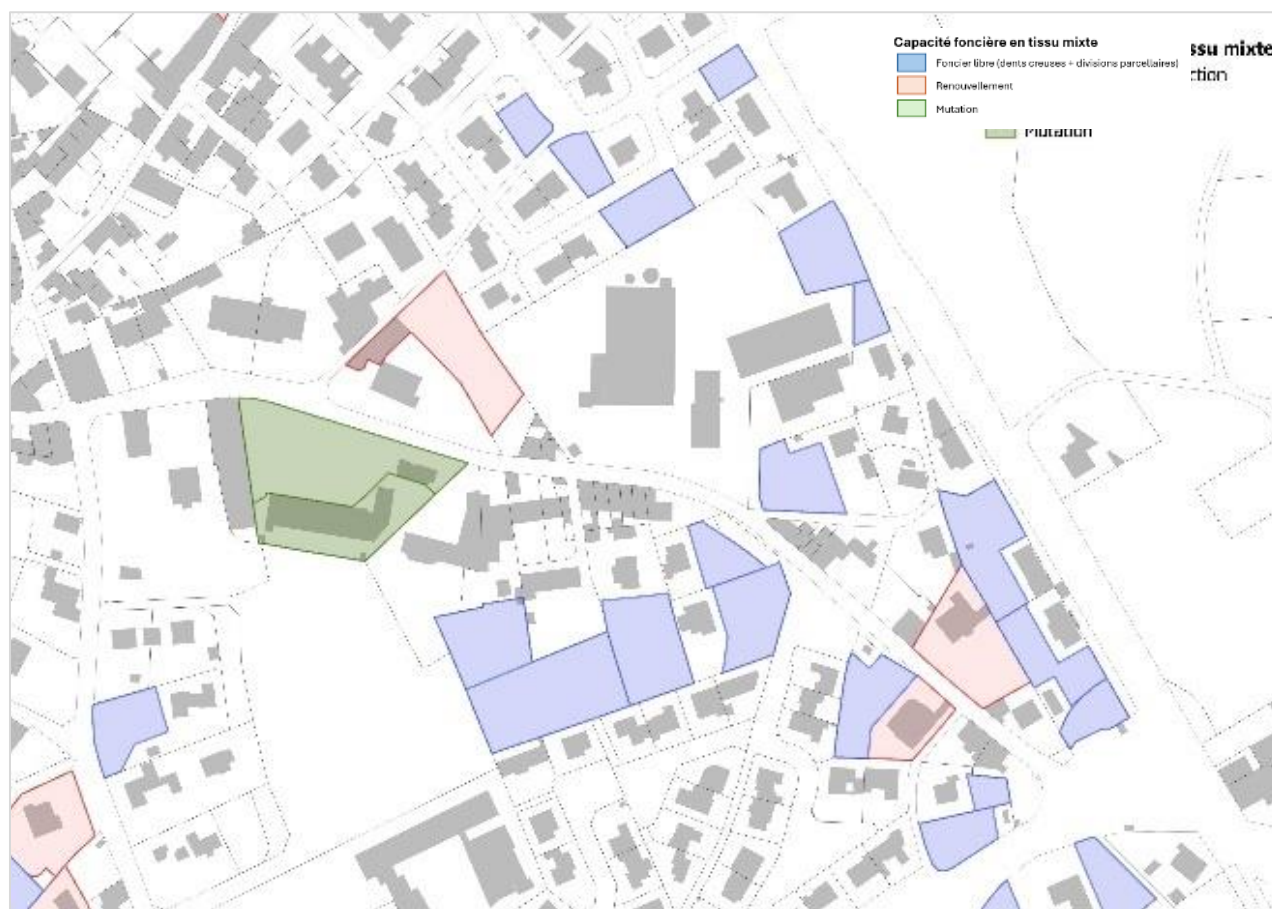 Capacité foncière en tissu mixte
Foncier libre (dents creuses + divisions parcellaires)
Renouvellement
Mutation
ssu mixte
ction
Mutation